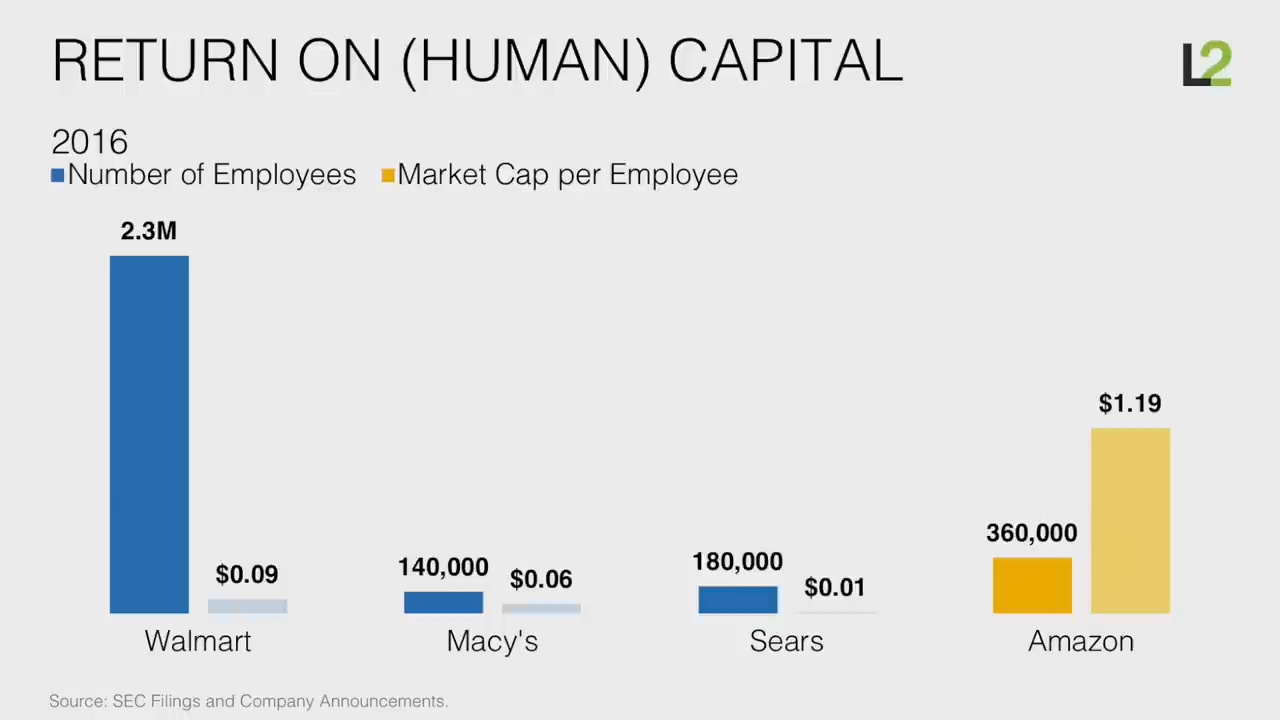 RETURN ON (HUMAN) CAPITAL
L2
2016
Number of Employees Market Cap per Employee
2.3M
$0.09
140,000
$0.06
180,000
$0.01
360,000
$1.19
Walmart Macy's Sears Amazon
Source: SEC Filings and Company Announcements.